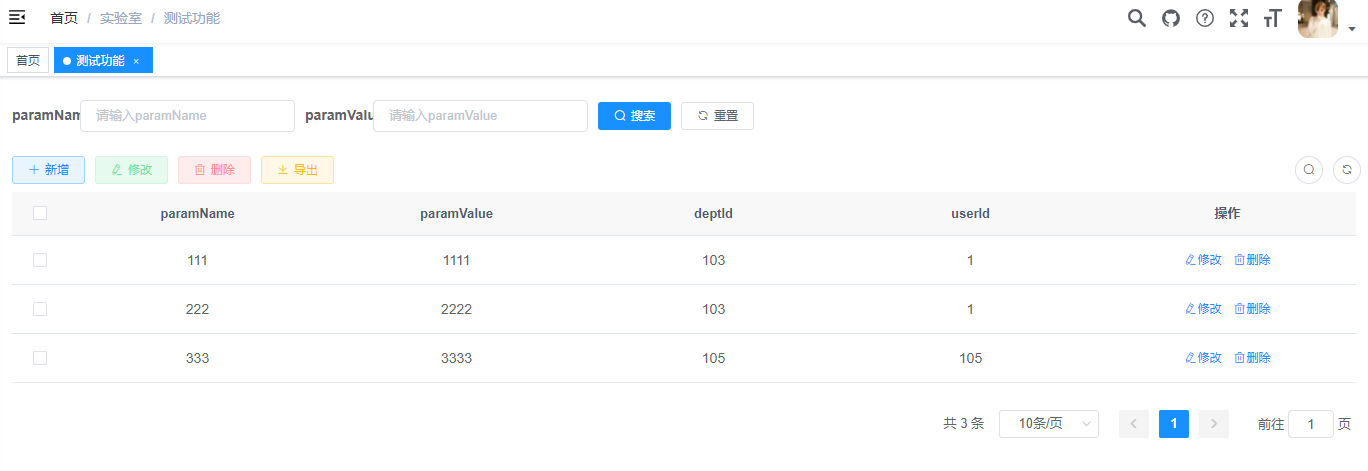 首页 / 实验室 / 测试功能
首页 测试功能 ×
paramNam 请输入paramName paramValu 请输入paramValue 搜索 重置
新增 修改 删除 导出
paramName paramValue deptId userId 操作
111 1111 103 1 修改 删除
222 2222 103 1 修改 删除
333 3333 105 105 修改 删除
共 3 条 10条/页 1 前往 1 页